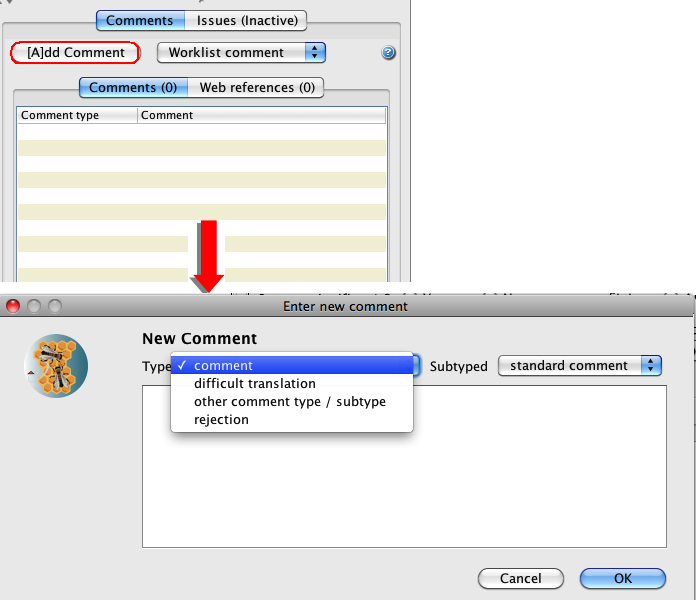 Comments Issues (Inactive)
[A]dd Comment Worklist comment ?
Comments (0) Web references (0)
Comment type Comment
Enter new comment
New Comment
Type ✓ comment Subtyped standard comment
difficult translation
other comment type / subtype
rejection
Cancel OK